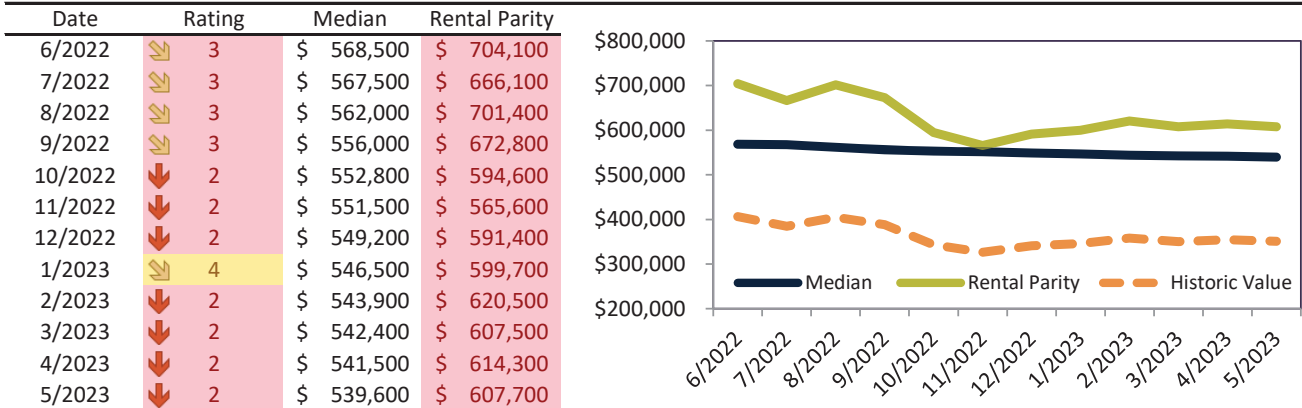 Date Rating Median Rental Parity
6/2022 3 $ 568,500 $ 704,100
7/2022 3 $ 567,500 $ 666,100
8/2022 3 $ 562,000 $ 701,400
9/2022 3 $ 556,000 $ 672,800
10/2022 2 $ 552,800 $ 594,600
11/2022 2 $ 551,500 $ 565,600
12/2022 2 $ 549,200 $ 591,400
1/2023 4 $ 546,500 $ 599,700
2/2023 2 $ 543,900 $ 620,500
3/2023 2 $ 542,400 $ 607,500
4/2023 2 $ 541,500 $ 614,300
5/2023 2 $ 539,600 $ 607,700
$800,000
$700,000
$600,000
$500,000
$400,000
$300,000
$200,000
Median Rental Parity Historic Value
6/2022 7/2022 8/2022 9/2022 10/2022 11/2022 12/2022 1/2023 2/2023 3/2023 4/2023 5/2023